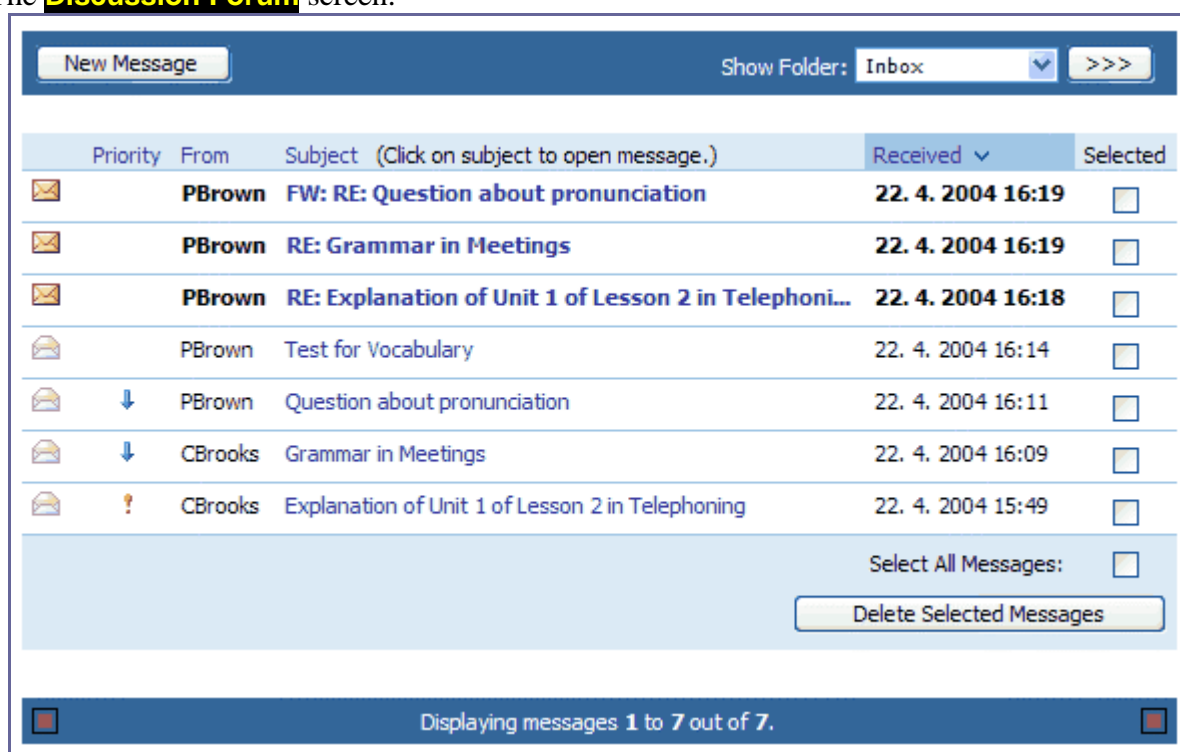 The Discussion Forum screen.
New Message Show Folder: Inbox >>>
Priority From Subject (Click on subject to open message.) Received Selected
PBrown FW: RE: Question about pronunciation 22. 4. 2004 16:19
PBrown RE: Grammar in Meetings 22. 4. 2004 16:19
PBrown RE: Explanation of Unit 1 of Lesson 2 in Telephoni... 22. 4. 2004 16:18
PBrown Test for Vocabulary 22. 4. 2004 16:14
PBrown Question about pronunciation 22. 4. 2004 16:11
CBrooks Grammar in Meetings 22. 4. 2004 16:09
CBrooks Explanation of Unit 1 of Lesson 2 in Telephoning 22. 4. 2004 15:49
Select All Messages:
Delete Selected Messages
Displaying messages 1 to 7 out of 7.